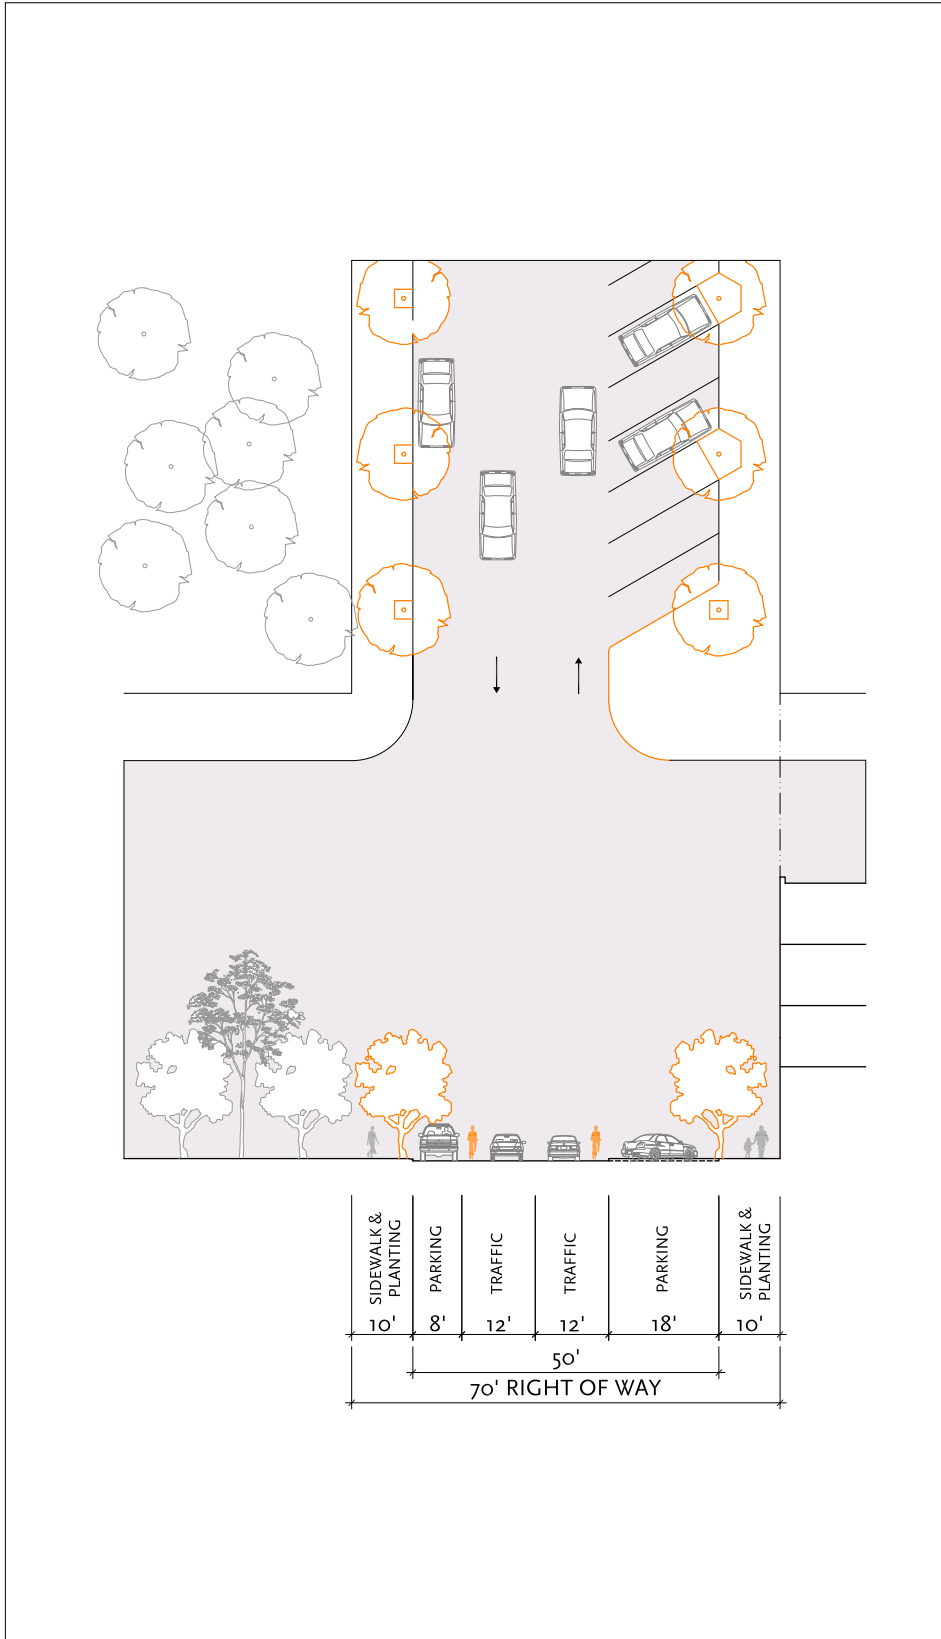 SIDEWALK &
PLANTING
PARKING
TRAFFIC
TRAFFIC
PARKING
SIDEWALK &
PLANTING
10' 8' 12' 12' 18' 10'
50'
70' RIGHT OF WAY